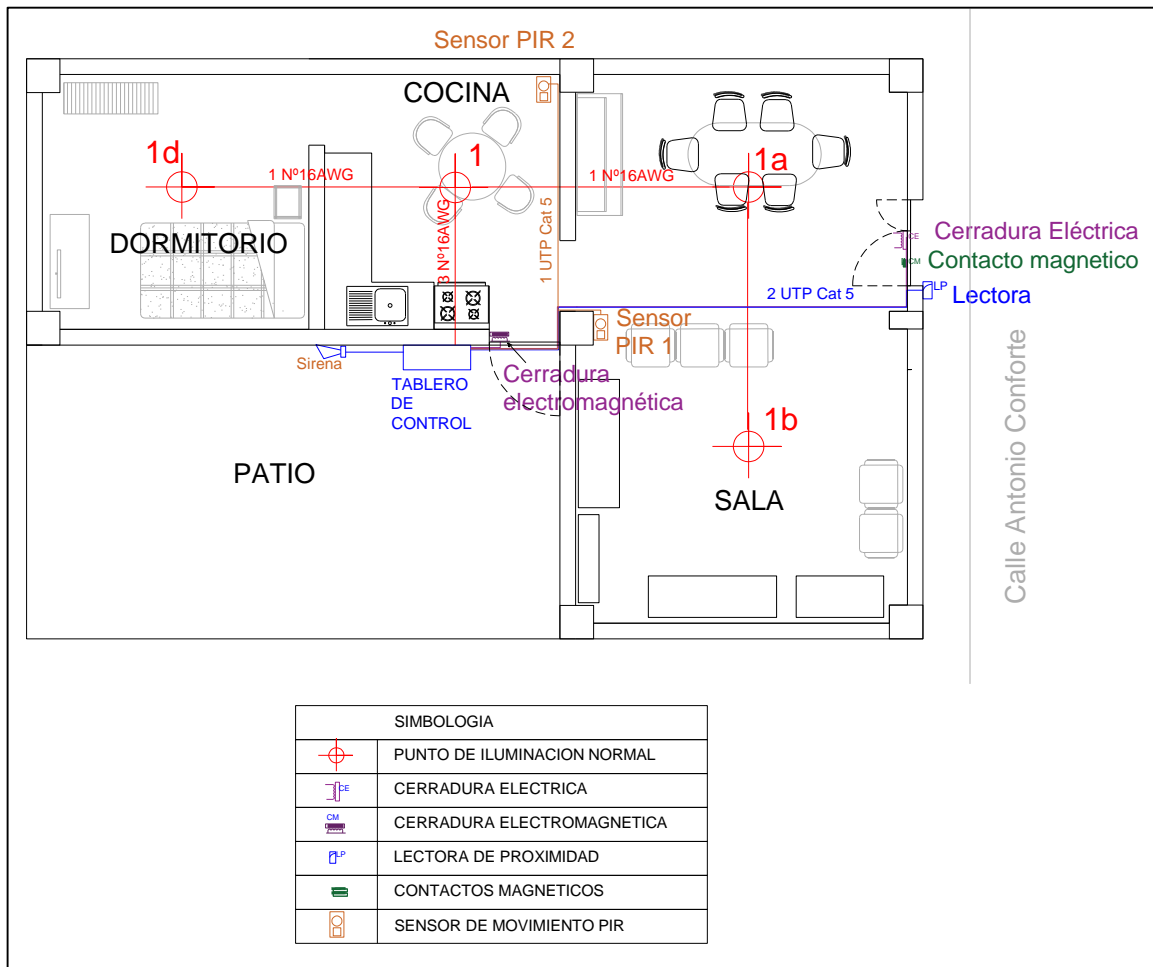 Sensor PIR 2
COCINA
1d
1
1a
1 Nº16AWG
1 Nº16AWG
3 Nº16AWG
1 UTP Cat 5
DORMITORIO
CE
Cerradura Eléctrica
CM
Contacto magnetico
2 UTP Cat 5
LP
Lectora
Sensor
PIR 1
Sirena
TABLERO
DE
CONTROL
Cerradura
electromagnética
1b
PATIO
SALA
Calle Antonio Conforte
SIMBOLOGIA
PUNTO DE ILUMINACION NORMAL
CE
CERRADURA ELECTRICA
CM
CERRADURA ELECTROMAGNETICA
LP
LECTORA DE PROXIMIDAD
CONTACTOS MAGNETICOS
SENSOR DE MOVIMIENTO PIR